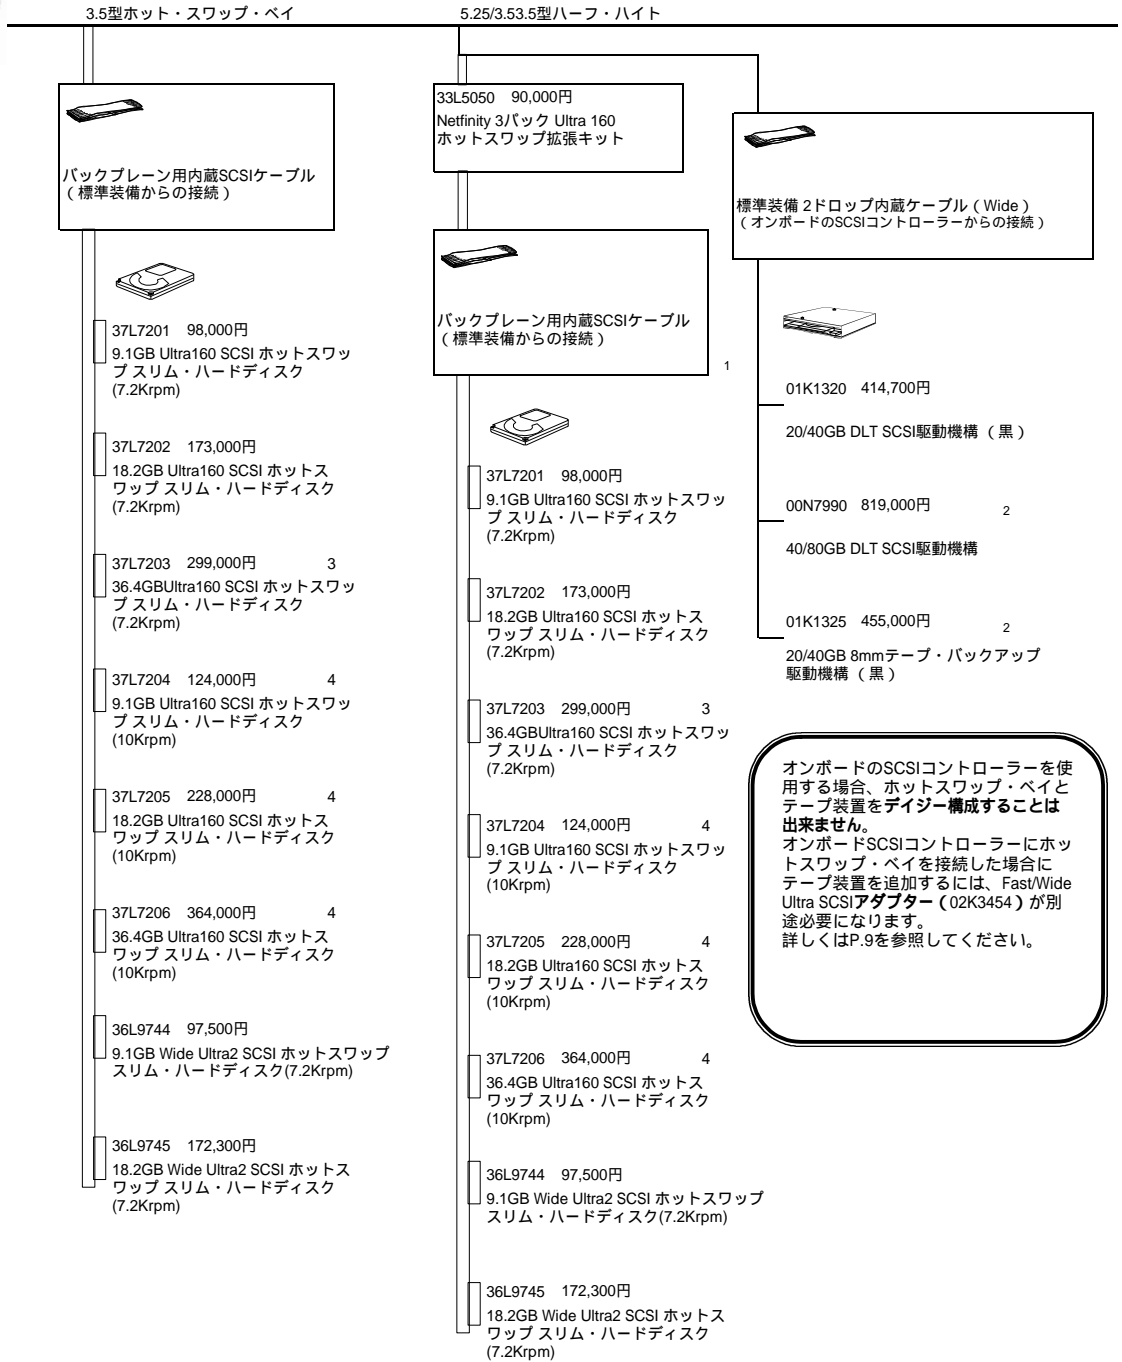 3.5型ホット・スワップ・ベイ
5.25/3.53.5型ハーフ・ハイト
バックプレーン用内蔵SCSIケーブル
（標準装備からの接続）
37L7201 98,000円
9.1GB Ultra160 SCSI ホットスワッ
プ スリム・ハードディスク
(7.2Krpm)
37L7202 173,000円
18.2GB Ultra160 SCSI ホットス
ワップ スリム・ハードディスク
(7.2Krpm)
37L7203 299,000円 3
36.4GBUltra160 SCSI ホットスワッ
プ スリム・ハードディスク
(7.2Krpm)
37L7204 124,000円 4
9.1GB Ultra160 SCSI ホットスワッ
プ スリム・ハードディスク
(10Krpm)
37L7205 228,000円 4
18.2GB Ultra160 SCSI ホットス
ワップ スリム・ハードディスク
(10Krpm)
37L7206 364,000円 4
36.4GB Ultra160 SCSI ホットス
ワップ スリム・ハードディスク
(10Krpm)
36L9744 97,500円
9.1GB Wide Ultra2 SCSI ホットスワップ
スリム・ハードディスク(7.2Krpm)
36L9745 172,300円
18.2GB Wide Ultra2 SCSI ホットス
ワップ スリム・ハードディスク
(7.2Krpm)
33L5050 90,000円
Netfinity 3パック Ultra 160
ホットスワップ拡張キット
バックプレーン用内蔵SCSIケーブル
（標準装備からの接続）
1
37L7201 98,000円
9.1GB Ultra160 SCSI ホットスワッ
プ スリム・ハードディスク
(7.2Krpm)
37L7202 173,000円
18.2GB Ultra160 SCSI ホットス
ワップ スリム・ハードディスク
(7.2Krpm)
37L7203 299,000円 3
36.4GBUltra160 SCSI ホットスワッ
プ スリム・ハードディスク
(7.2Krpm)
37L7204 124,000円 4
9.1GB Ultra160 SCSI ホットスワッ
プ スリム・ハードディスク
(10Krpm)
37L7205 228,000円 4
18.2GB Ultra160 SCSI ホットス
ワップ スリム・ハードディスク
(10Krpm)
37L7206 364,000円 4
36.4GB Ultra160 SCSI ホットス
ワップ スリム・ハードディスク
(10Krpm)
36L9744 97,500円
9.1GB Wide Ultra2 SCSI ホットスワップ
スリム・ハードディスク(7.2Krpm)
36L9745 172,300円
18.2GB Wide Ultra2 SCSI ホットス
ワップ スリム・ハードディスク
(7.2Krpm)
標準装備 2ドロップ内蔵ケーブル（Wide）
（オンボードのSCSIコントローラーからの接続）
01K1320 414,700円
20/40GB DLT SCSI駆動機構（黒）
00N7990 819,000円 2
40/80GB DLT SCSI駆動機構
01K1325 455,000円 2
20/40GB 8mmテープ・バックアップ
駆動機構（黒）
オンボードのSCSIコントローラーを使
用する場合、ホットスワップ・ベイと
テープ装置をデイジー構成することは
出来ません。
オンボードSCSIコントローラーにホッ
トスワップ・ベイを接続した場合に
テープ装置を追加するには、Fast/Wide
Ultra SCSIアダプター（02K3454）が別
途必要になります。
詳しくはP.9を参照してください。